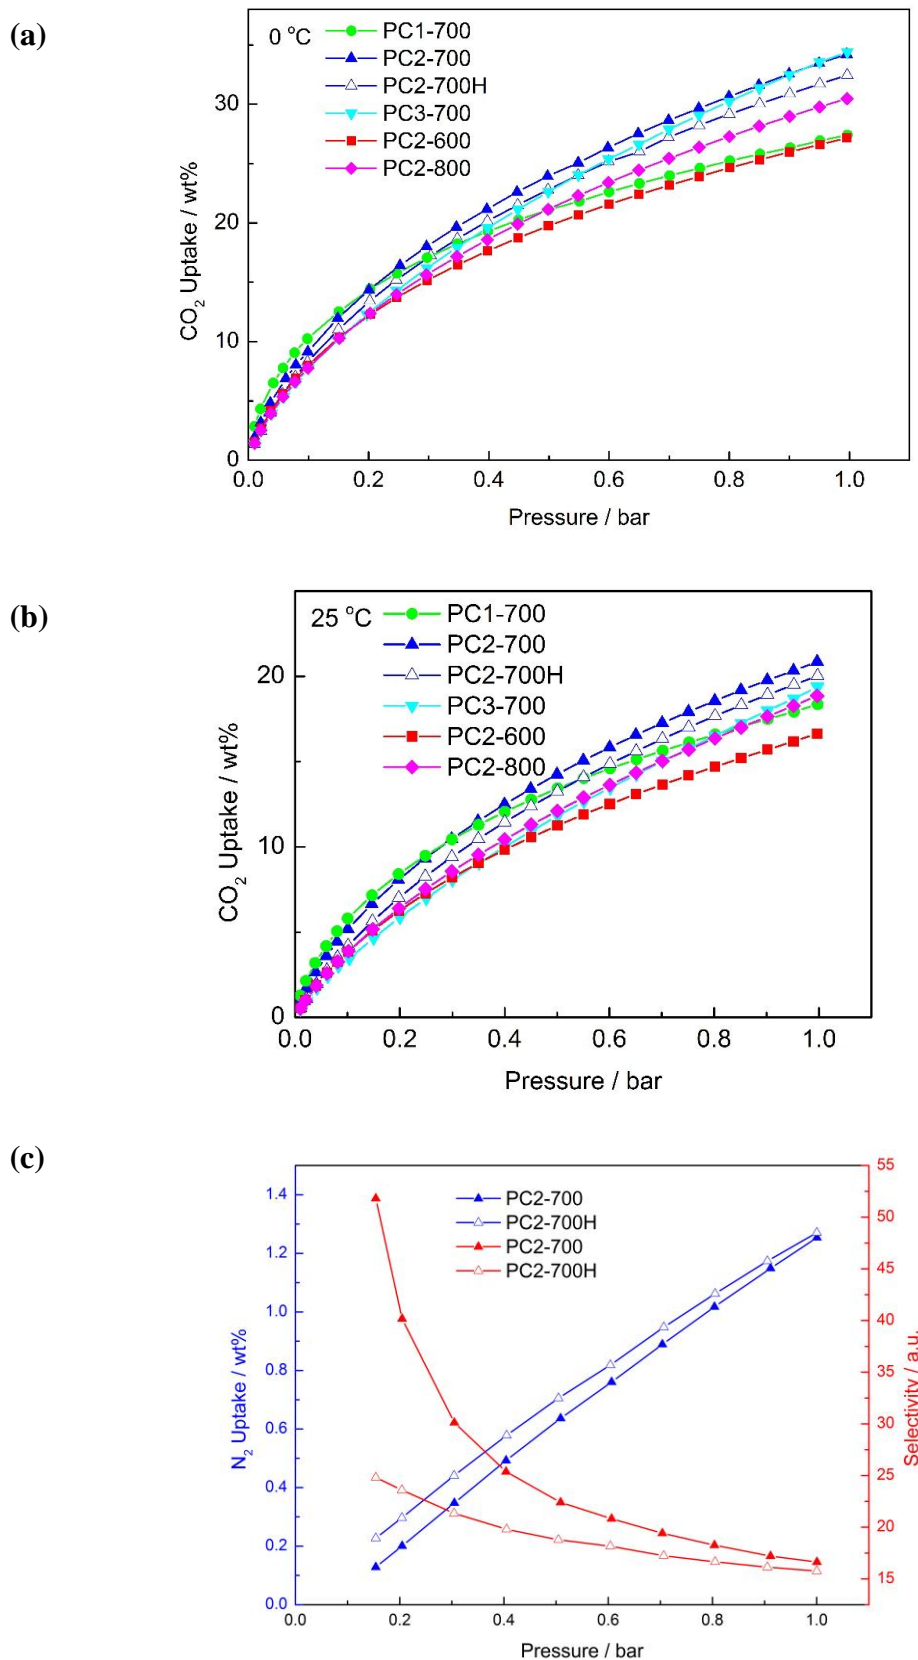 (a)
0 °C
PC1-700
PC2-700
PC2-700H
PC3-700
PC2-600
PC2-800
30
20
10
0
CO2 Uptake / wt%
0.0 0.2 0.4 0.6 0.8 1.0
Pressure / bar
(b)
25 °C
PC1-700
PC2-700
PC2-700H
PC3-700
PC2-600
PC2-800
20
10
0
CO2 Uptake / wt%
0.0 0.2 0.4 0.6 0.8 1.0
Pressure / bar
(c)
PC2-700
PC2-700H
PC2-700
PC2-700H
1.4
1.2
1.0
0.8
0.6
0.4
0.2
0.0
N2 Uptake / wt%
55
50
45
40
35
30
25
20
15
Selectivity / a.u.
0.0 0.2 0.4 0.6 0.8 1.0
Pressure / bar